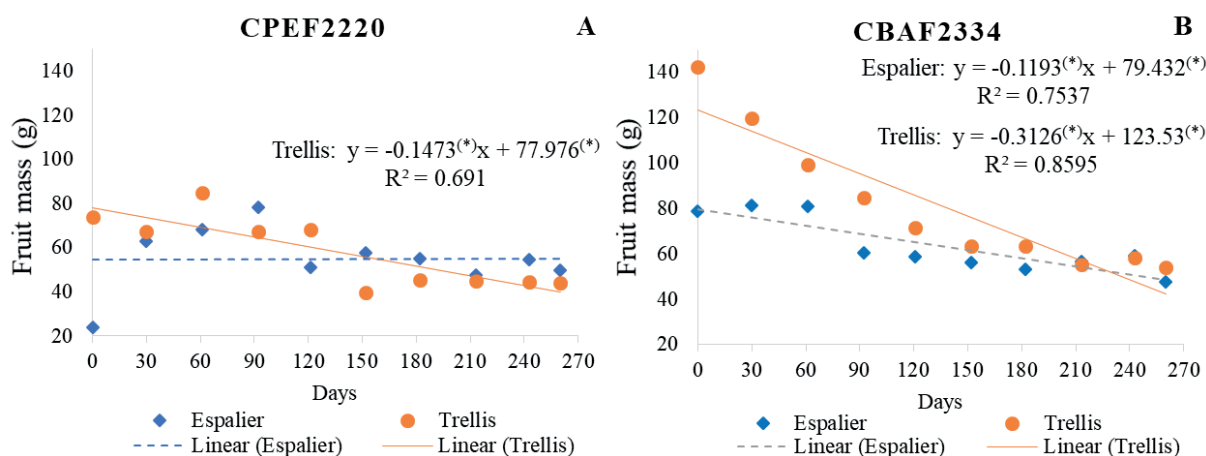 CPEF2220
A
Fruit mass (g)
140
120
100
80
60
40
20
Trellis: y = -0.1473(*)x + 77.976(*)
R² = 0.691
0 30 60 90 120 150 180 210 240 270
Days
Espalier
Trellis
Linear (Espalier)
Linear (Trellis)
CBAF2334
B
Fruit mass (g)
140
120
100
80
60
40
20
Espalier: y = -0.1193(*)x + 79.432(*)
R² = 0.7537
Trellis: y = -0.3126(*)x + 123.53(*)
R² = 0.8595
0 30 60 90 120 150 180 210 240 270
Days
Espalier
Trellis
Linear (Espalier)
Linear (Trellis)